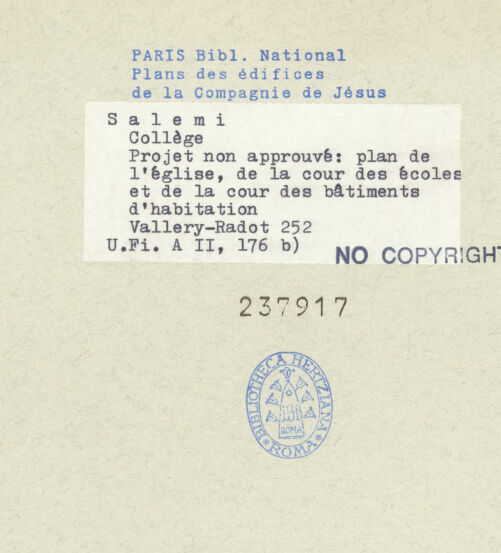 PARIS Bibl. National
Plans des édifices
de la Compagnie de Jésus
S a l e m i
Collège
Projet non approuvé: plan de
l'église, de la cour des écoles
et de la cour des bâtiments
d'habitation
Vallery-Radot 252
U.Fi. A II, 176 b)
NO COPYRIGHT
237917
BIBLIOTHECA HERTZIANA
ROMA
ROMA